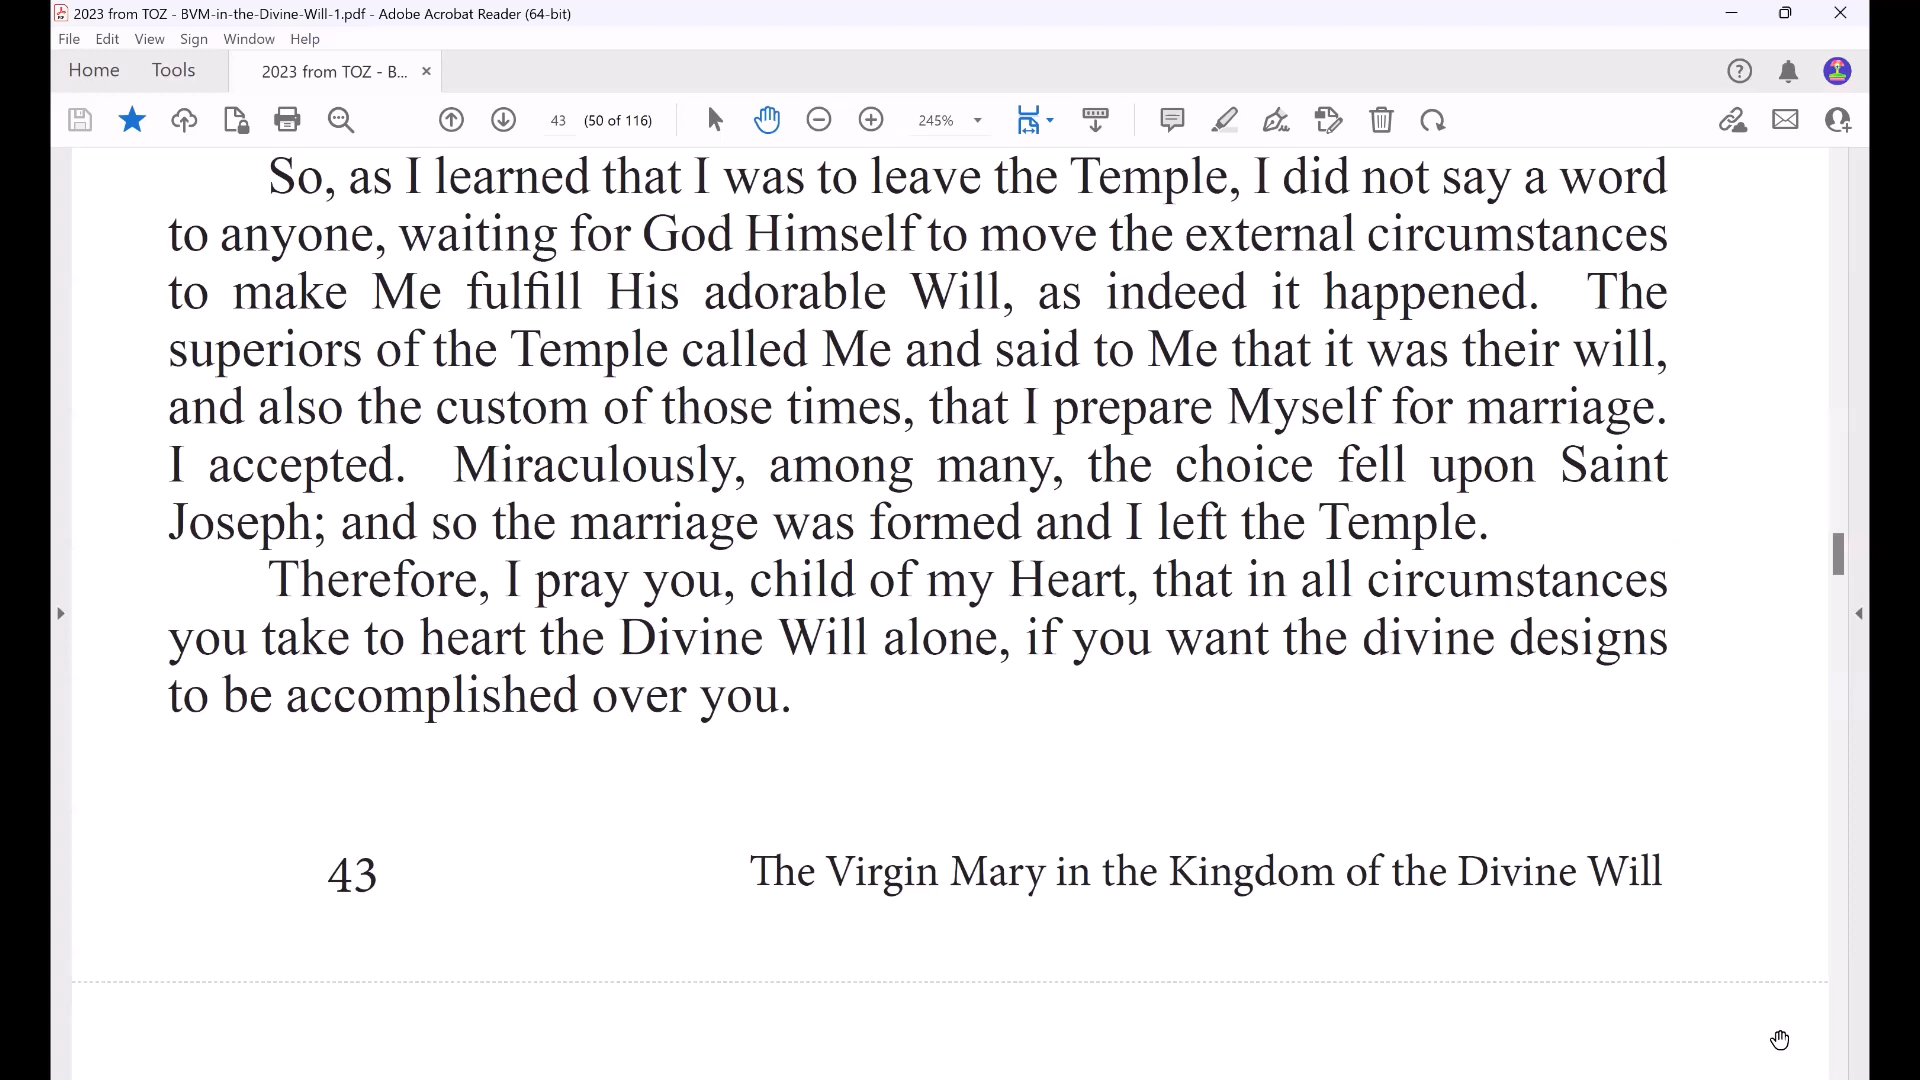 2023 from TOZ - BVM-in-the-Divine-Will-1.pdf - Adobe Acrobat Reader (64-bit)
File Edit View Sign Window Help
Home Tools 2023 from TOZ - B... ×
43 (50 of 116) 245%
So, as I learned that I was to leave the Temple, I did not say a word
to anyone, waiting for God Himself to move the external circumstances
to make Me fulfill His adorable Will, as indeed it happened. The
superiors of the Temple called Me and said to Me that it was their will,
and also the custom of those times, that I prepare Myself for marriage.
I accepted. Miraculously, among many, the choice fell upon Saint
Joseph; and so the marriage was formed and I left the Temple.
Therefore, I pray you, child of my Heart, that in all circumstances
you take to heart the Divine Will alone, if you want the divine designs
to be accomplished over you.
43 The Virgin Mary in the Kingdom of the Divine Will